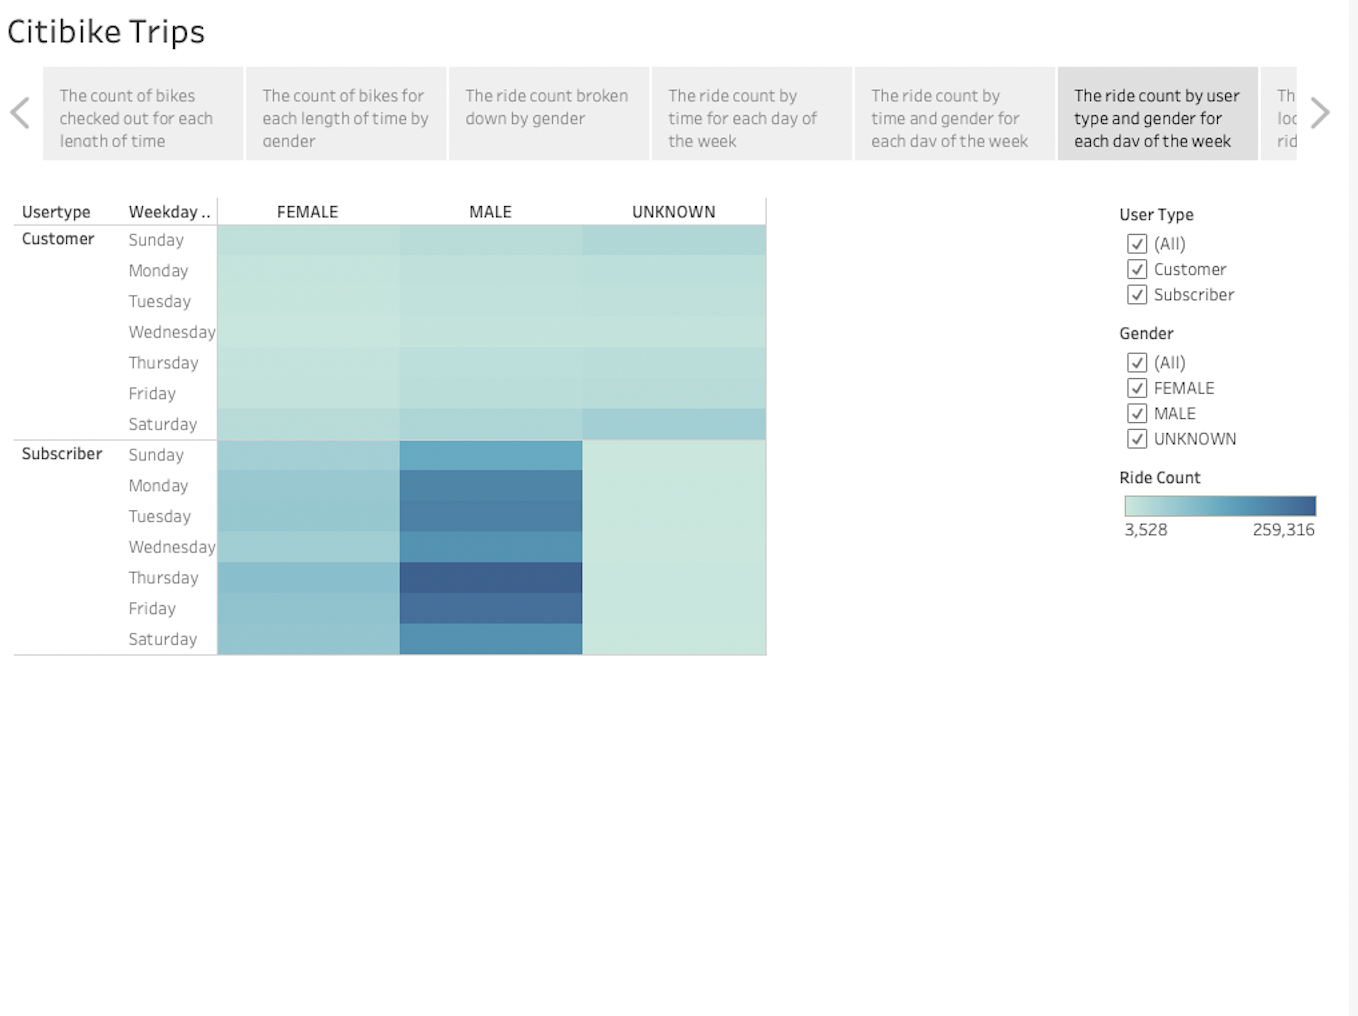 Citibike Trips
The count of bikes
checked out for each
length of time
The count of bikes for
each length of time by
gender
The ride count broken
down by gender
The ride count by
time for each day of
the week
The ride count by
time and gender for
each day of the week
The ride count by user
type and gender for
each day of the week
Th
loc
rid
Usertype Weekday .. FEMALE MALE UNKNOWN
Customer Sunday
Monday
Tuesday
Wednesday
Thursday
Friday
Saturday
Subscriber Sunday
Monday
Tuesday
Wednesday
Thursday
Friday
Saturday
User Type
(All)
Customer
Subscriber
Gender
(All)
FEMALE
MALE
UNKNOWN
Ride Count
3,528 259,316